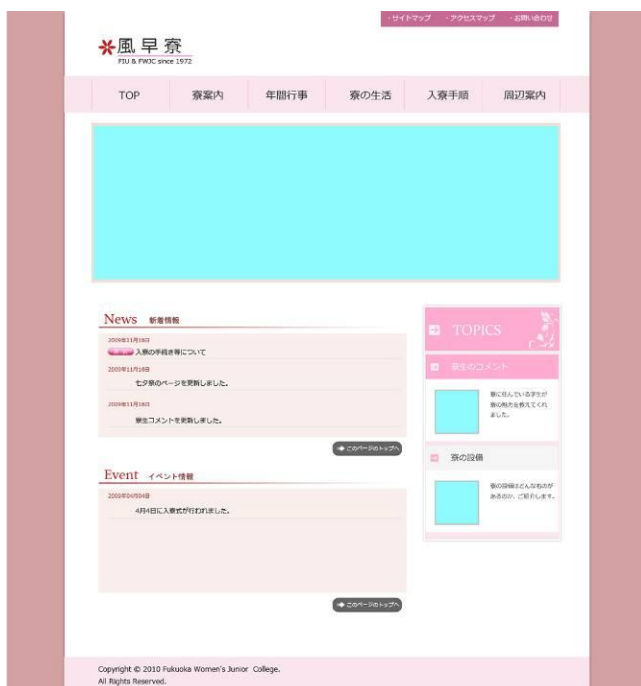 ・サイトマップ ・アクセスマップ ・お問い合わせ
風早寮
FJU & FWJC since 1972
TOP 寮案内 年間行事 寮の生活 入寮手順 周辺案内
News 新着情報
2009年11月18日
入寮の手続き等について
2009年11月18日
七夕祭のページを更新しました。
2009年11月18日
寮生コメントを更新しました。
このページのトップへ
Event イベント情報
2009年04月04日
4月4日に入寮式が行われました。
このページのトップへ
TOPICS
寮生のコメント
寮に住んでいる学生が
寮の魅力を教えてくれ
ました。
寮の設備
寮の設備はどんなものが
あるのか、ご紹介します。
Copyright © 2010 Fukuoka Women's Junior College.
All Rights Reserved.